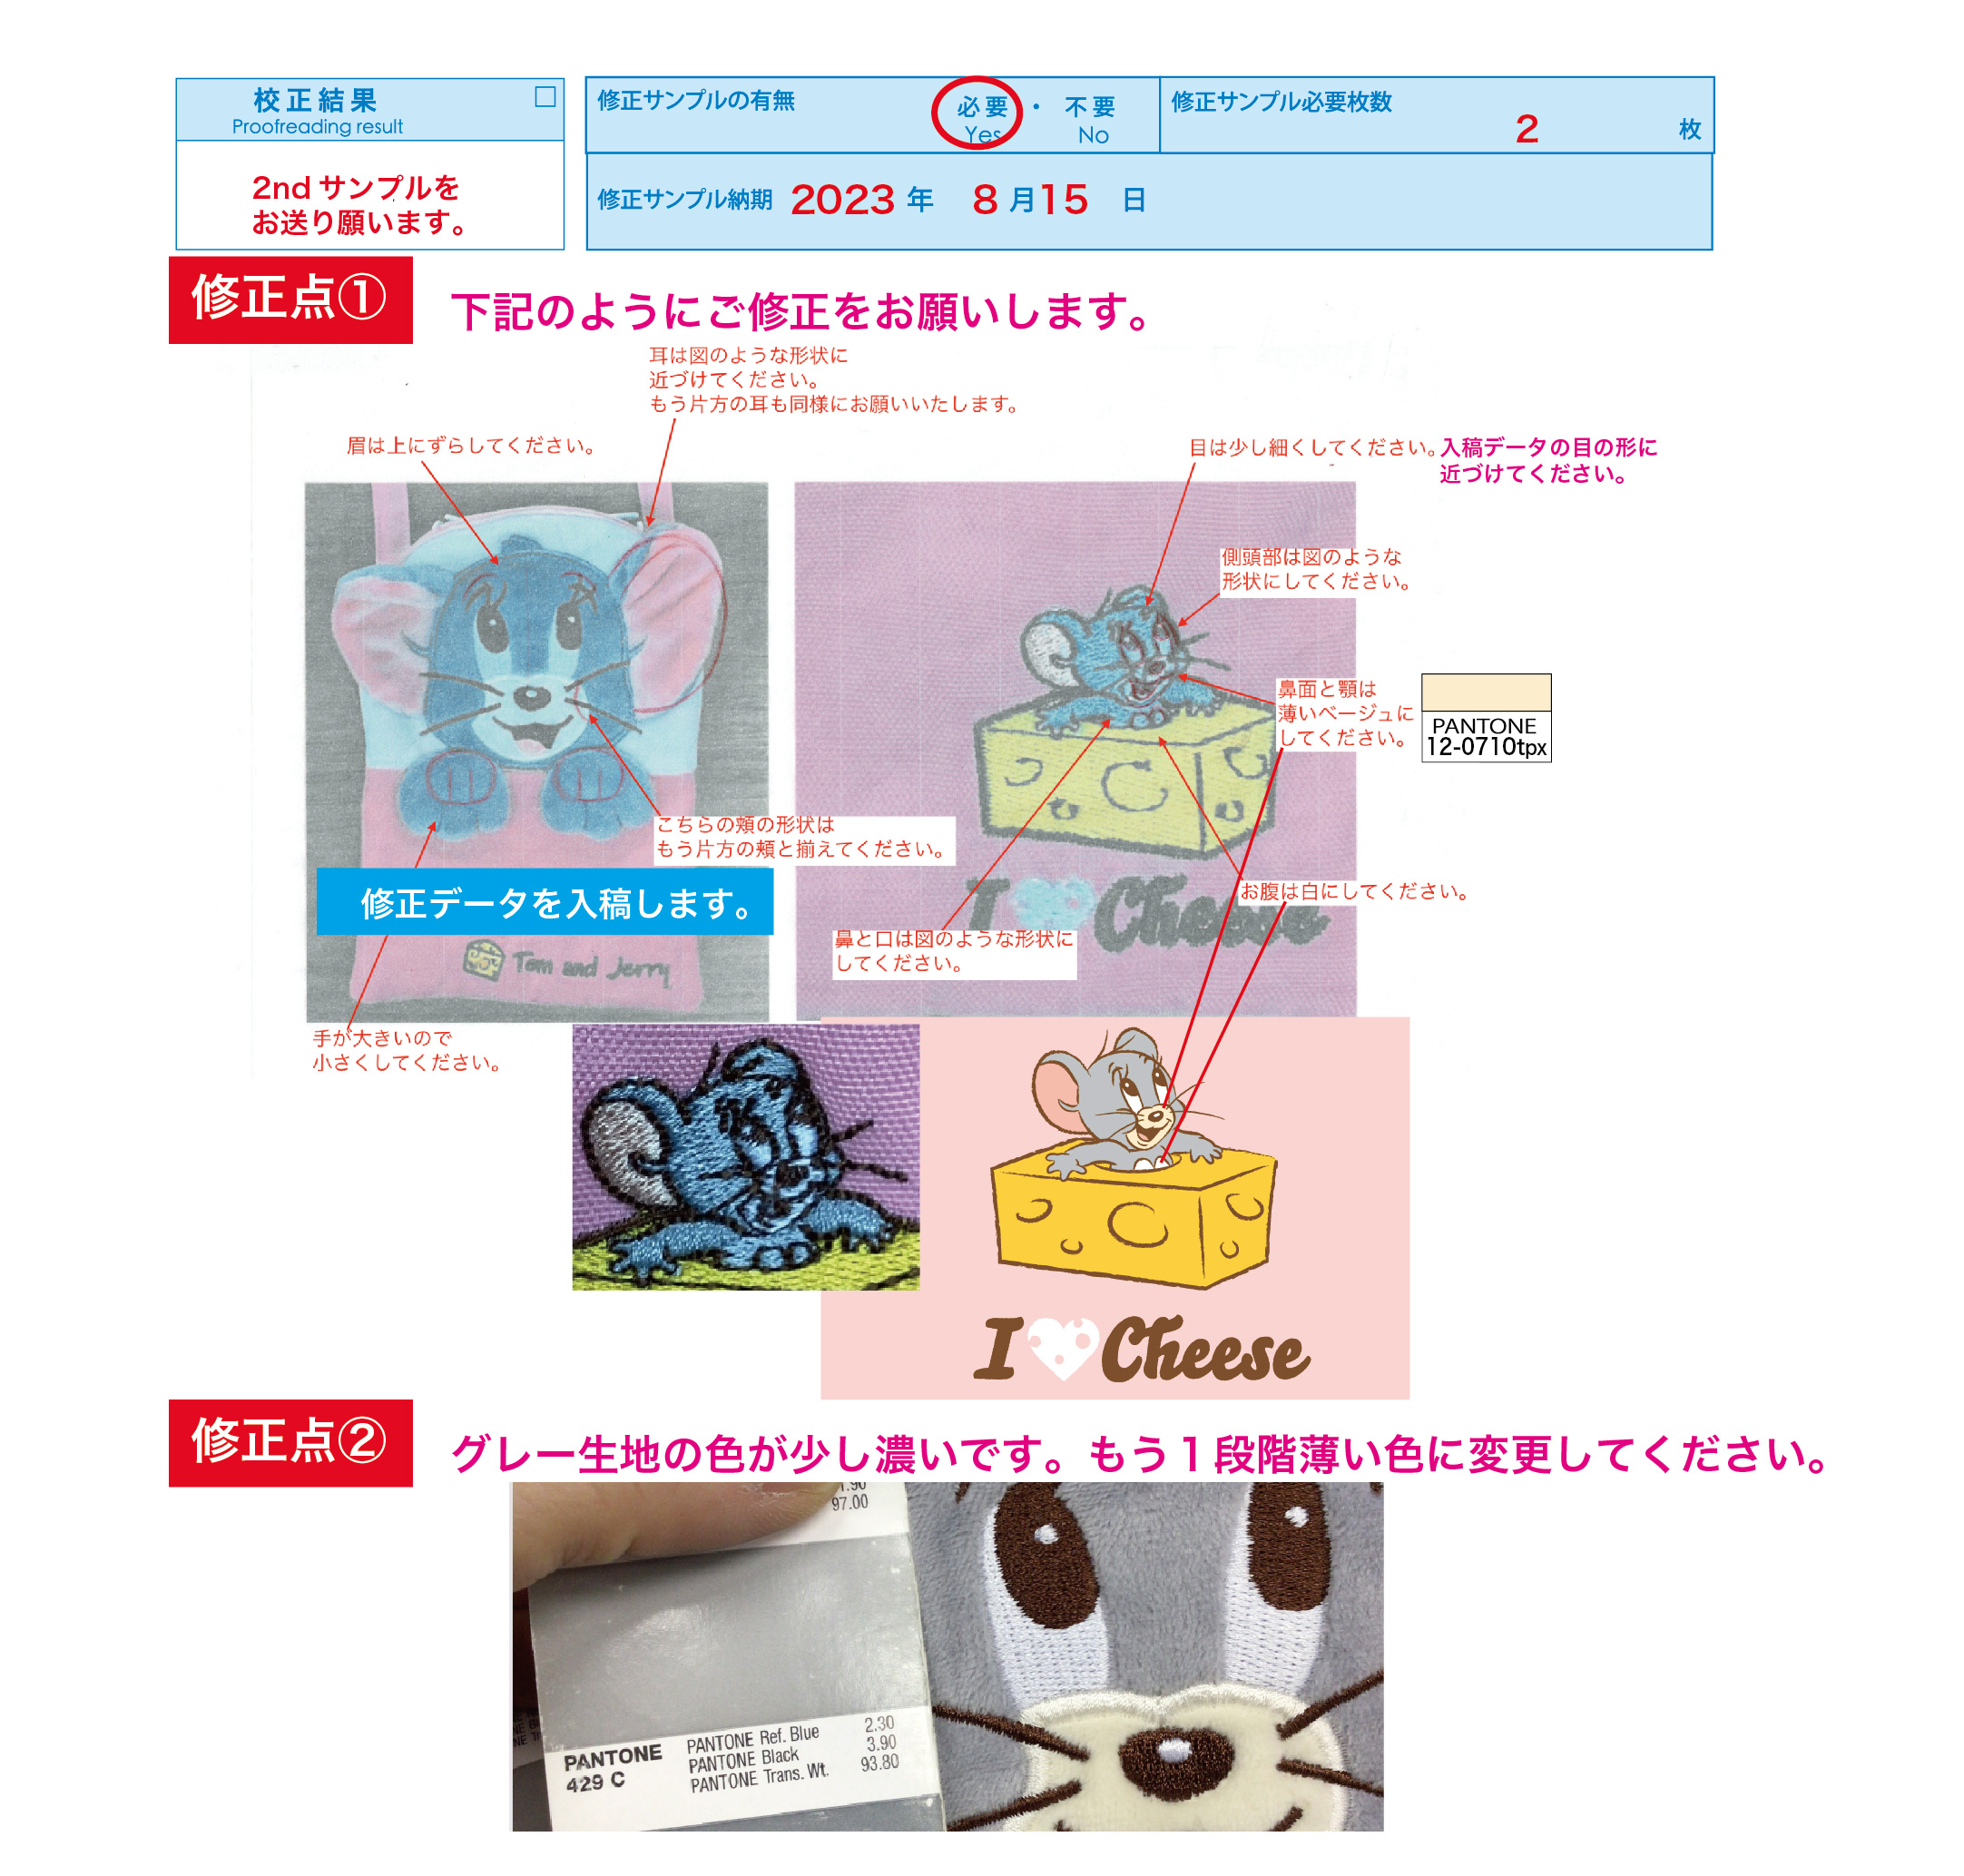 校正結果 □
Proofreading result
2nd サンプルを
お送り願います。
修正サンプルの有無 必要 ・ 不要
Yes No
修正サンプル必要枚数 2 枚
修正サンプル納期 2023 年 8 月 15 日
修正点① 下記のようにご修正をお願いします。
耳は図のような形状に
近づけてください。
もう片方の耳も同様にお願いいたします。
眉は上にずらしてください。
目は少し細くしてください。
入稿データの目の形に
近づけてください。
側頭部は図のような
形状にしてください。
鼻面と顎は
薄いベージュに
してください。
PANTONE
12-0710tpx
こちらの頬の形状は
もう片方の頬と揃えてください。
修正データを入稿します。
お腹は白にしてください。
I Cheese
鼻と口は図のような形状に
してください。
Tom and Jerry
手が大きいので
小さくしてください。
I Cheese
修正点② グレー生地の色が少し濃いです。もう１段階薄い色に変更してください。
1.90
97.00
PANTONE
429 C
PANTONE Ref. Blue 2.30
PANTONE Black 3.90
PANTONE Trans. Wt. 93.80